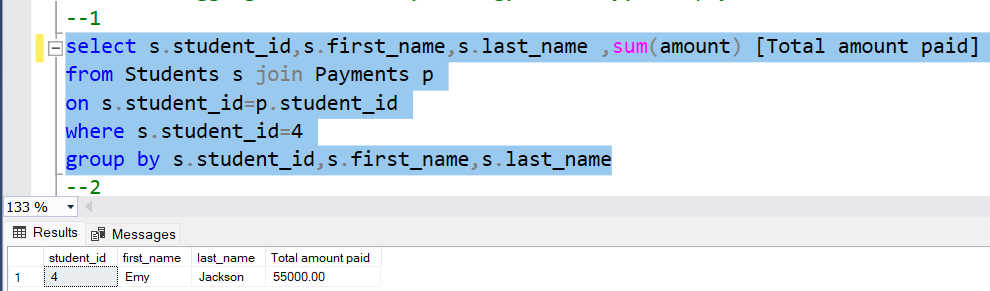 --1
select s.student_id,s.first_name,s.last_name ,sum(amount) [Total amount paid]
from Students s join Payments p
on s.student_id=p.student_id
where s.student_id=4
group by s.student_id,s.first_name,s.last_name
--2
133 %
Results Messages
student_id first_name last_name Total amount paid
1 4 Emy Jackson 55000.00